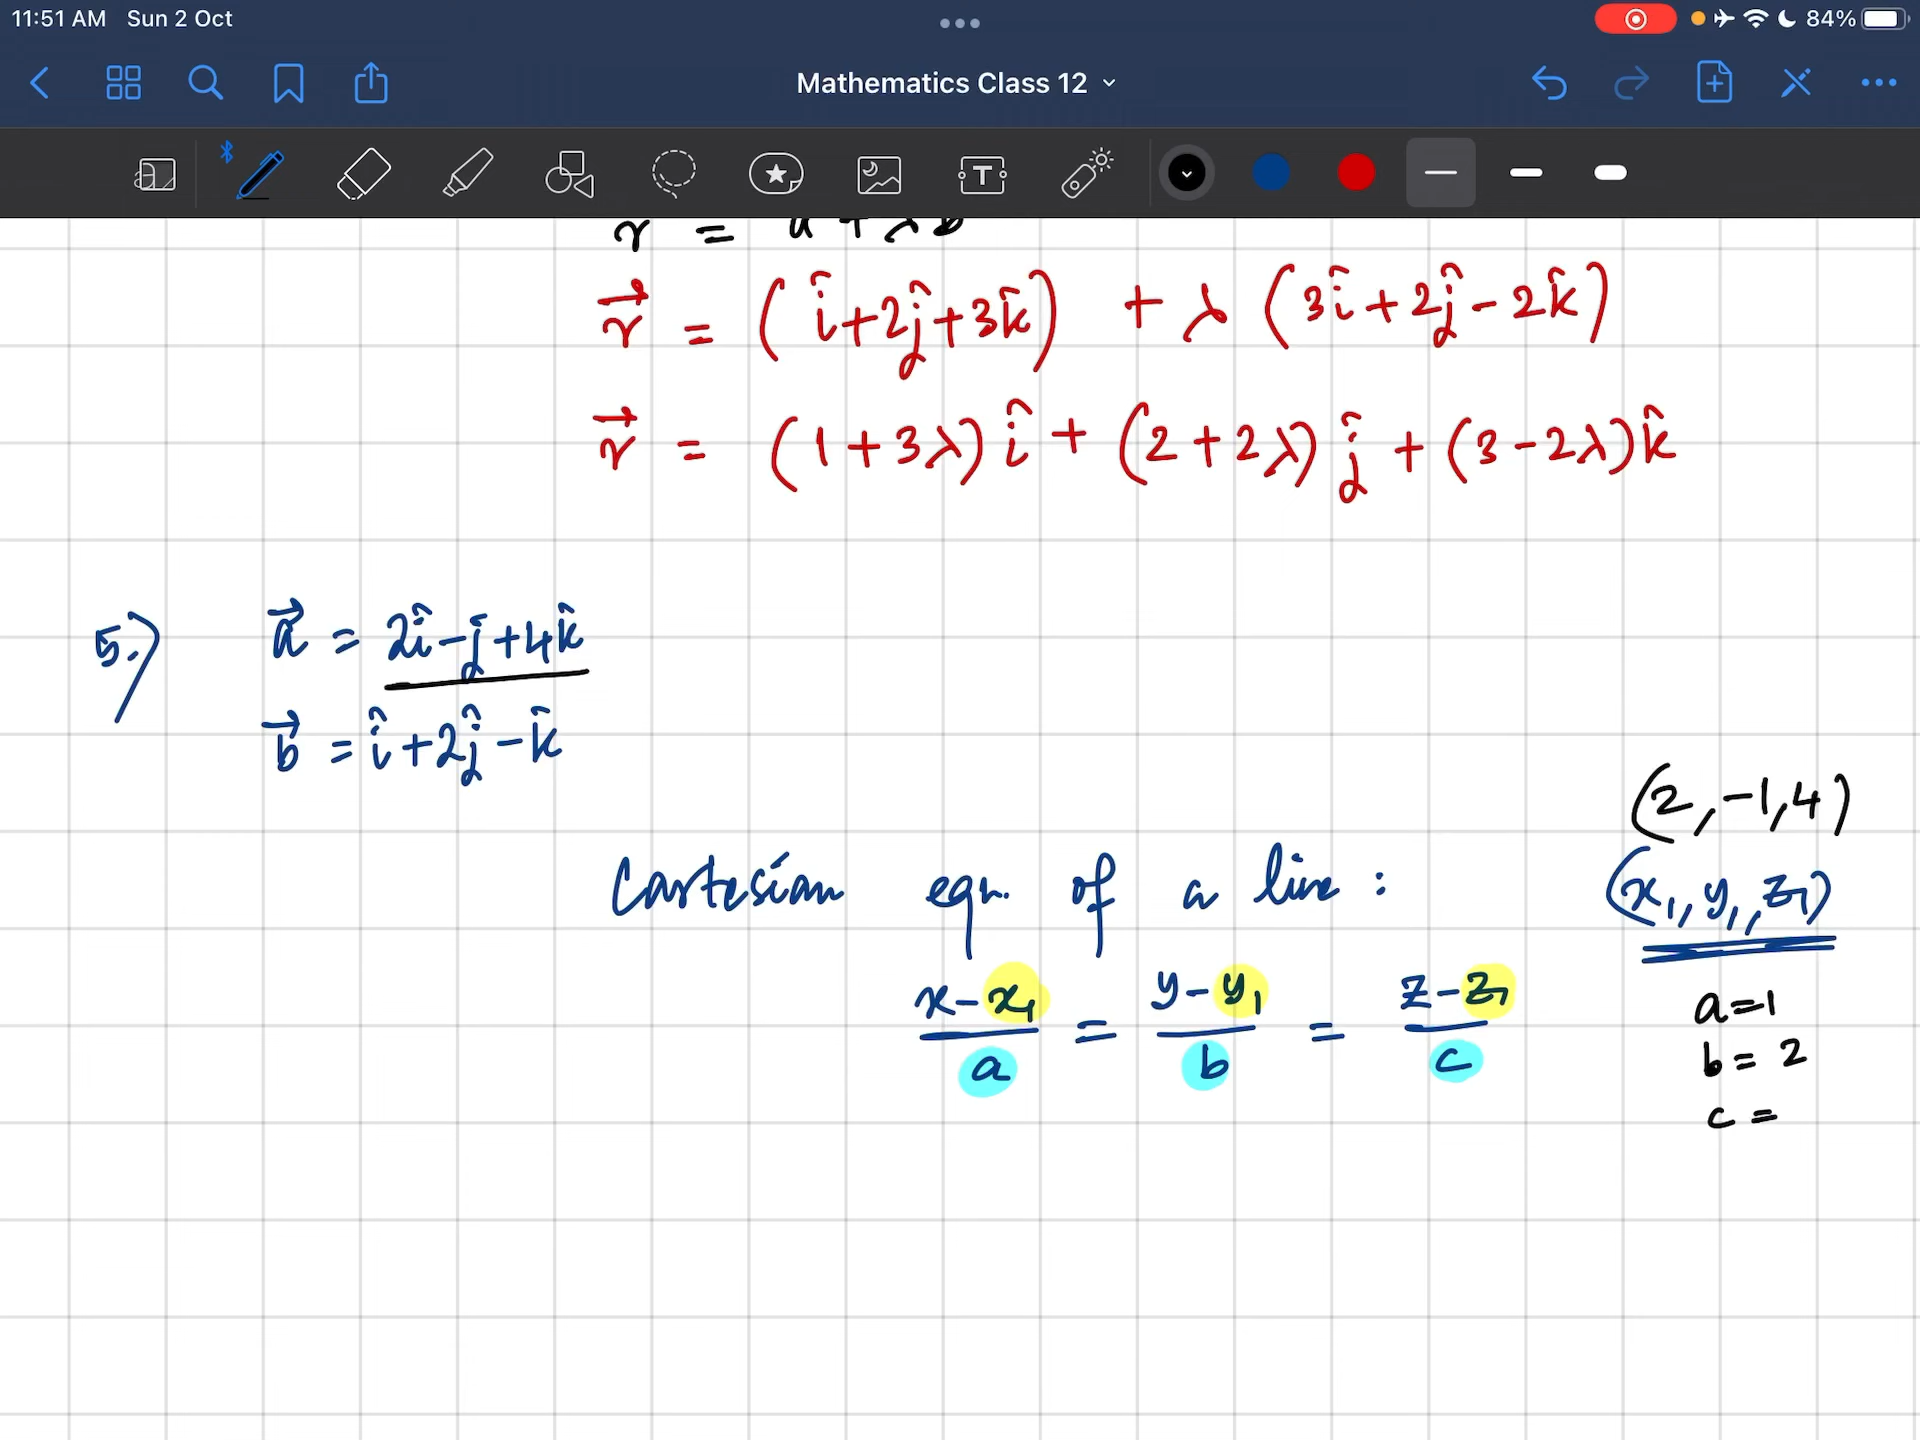 11:51 AM Sun 2 Oct
84%
Mathematics Class 12
r = a + λb
r⃗ = (î+2ĵ+3k̂) + λ (3î+2ĵ-2k̂)
r⃗ = (1+3λ) î + (2+2λ) ĵ + (3-2λ)k̂
5.) a⃗ = 2î-ĵ+4k̂
b⃗ = î+2ĵ-k̂
(2,-1,4)
Cartesian eqn. of a line : (x₁, y₁, z₁)
x-x₁/a = y-y₁/b = z-z₁/c
a=1
b= 2
c =